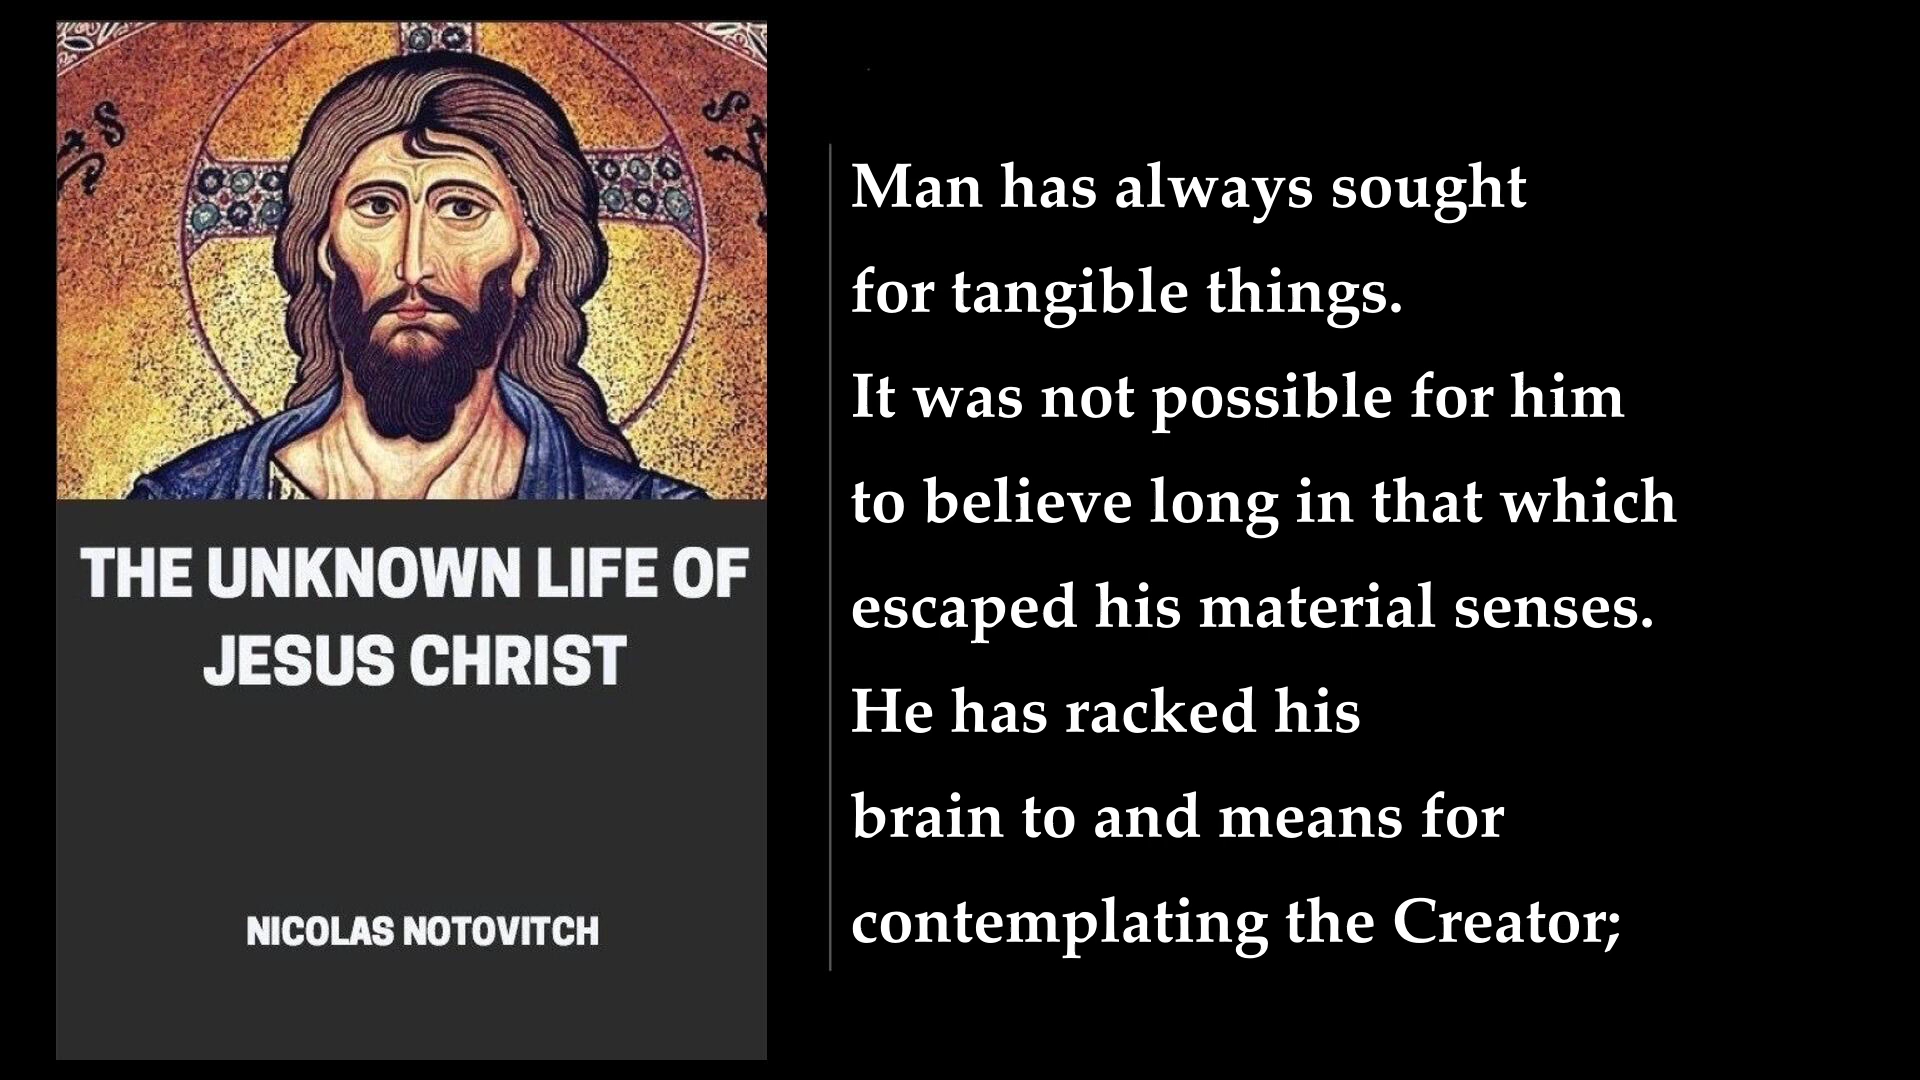 THE UNKNOWN LIFE OF
JESUS CHRIST
NICOLAS NOTOVITCH
Man has always sought
for tangible things.
It was not possible for him
to believe long in that which
escaped his material senses.
He has racked his
brain to and means for
contemplating the Creator;